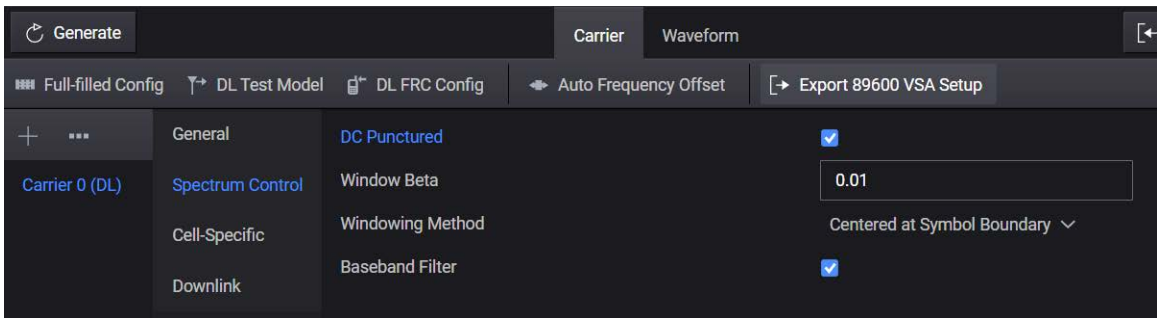 Generate
Carrier Waveform
Full-filled Config DL Test Model DL FRC Config Auto Frequency Offset Export 89600 VSA Setup
General DC Punctured
Carrier 0 (DL) Spectrum Control Window Beta 0.01
Cell-Specific Windowing Method Centered at Symbol Boundary
Baseband Filter
Downlink